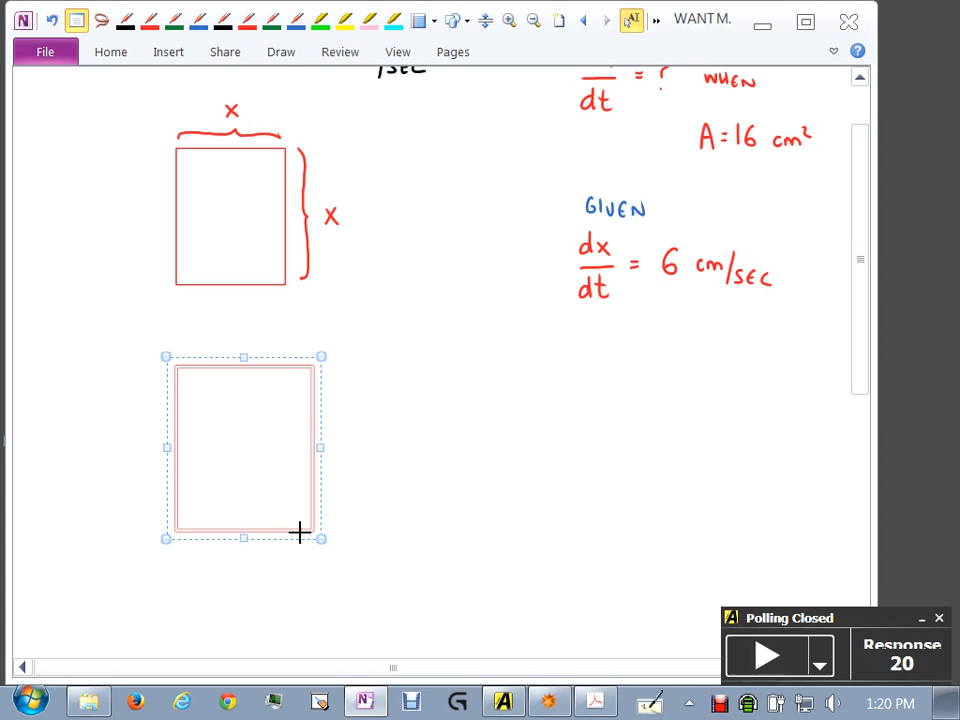 WANT M.
File Home Insert Share Draw Review View Pages
/SEC
dt = ? WHEN
A = 16 cm²
x
x
GIVEN
dx/dt = 6 cm/SEC
Polling Closed
Response
20
1:20 PM